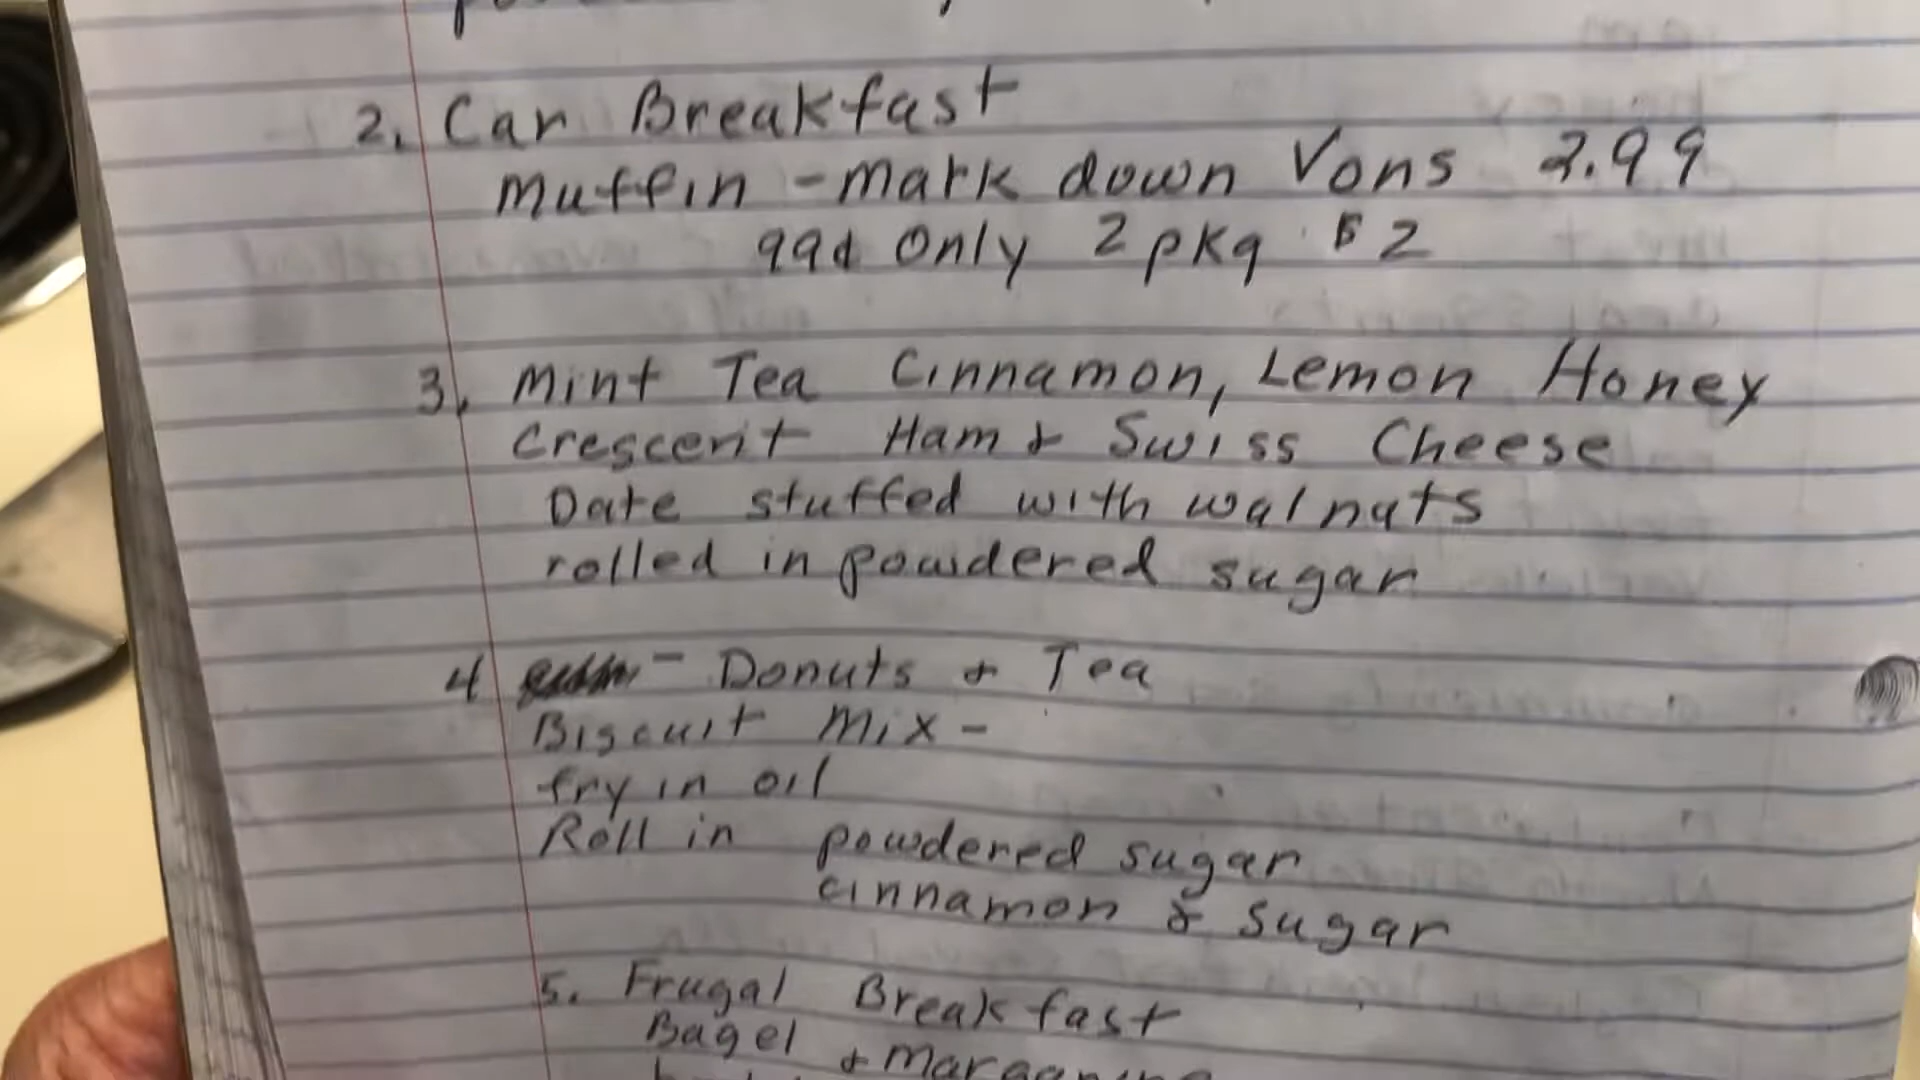 2. Car Breakfast
Muffin - mark down Vons 2.99
99¢ Only 2 pkg $2
3. Mint Tea Cinnamon, Lemon Honey
Crescent Ham & Swiss Cheese
Date stuffed with walnuts
rolled in powdered sugar
4 - Donuts & Tea
Biscuit Mix -
fry in oil
Roll in powdered sugar
cinnamon & sugar
5. Frugal Breakfast
Bagel & Margarine